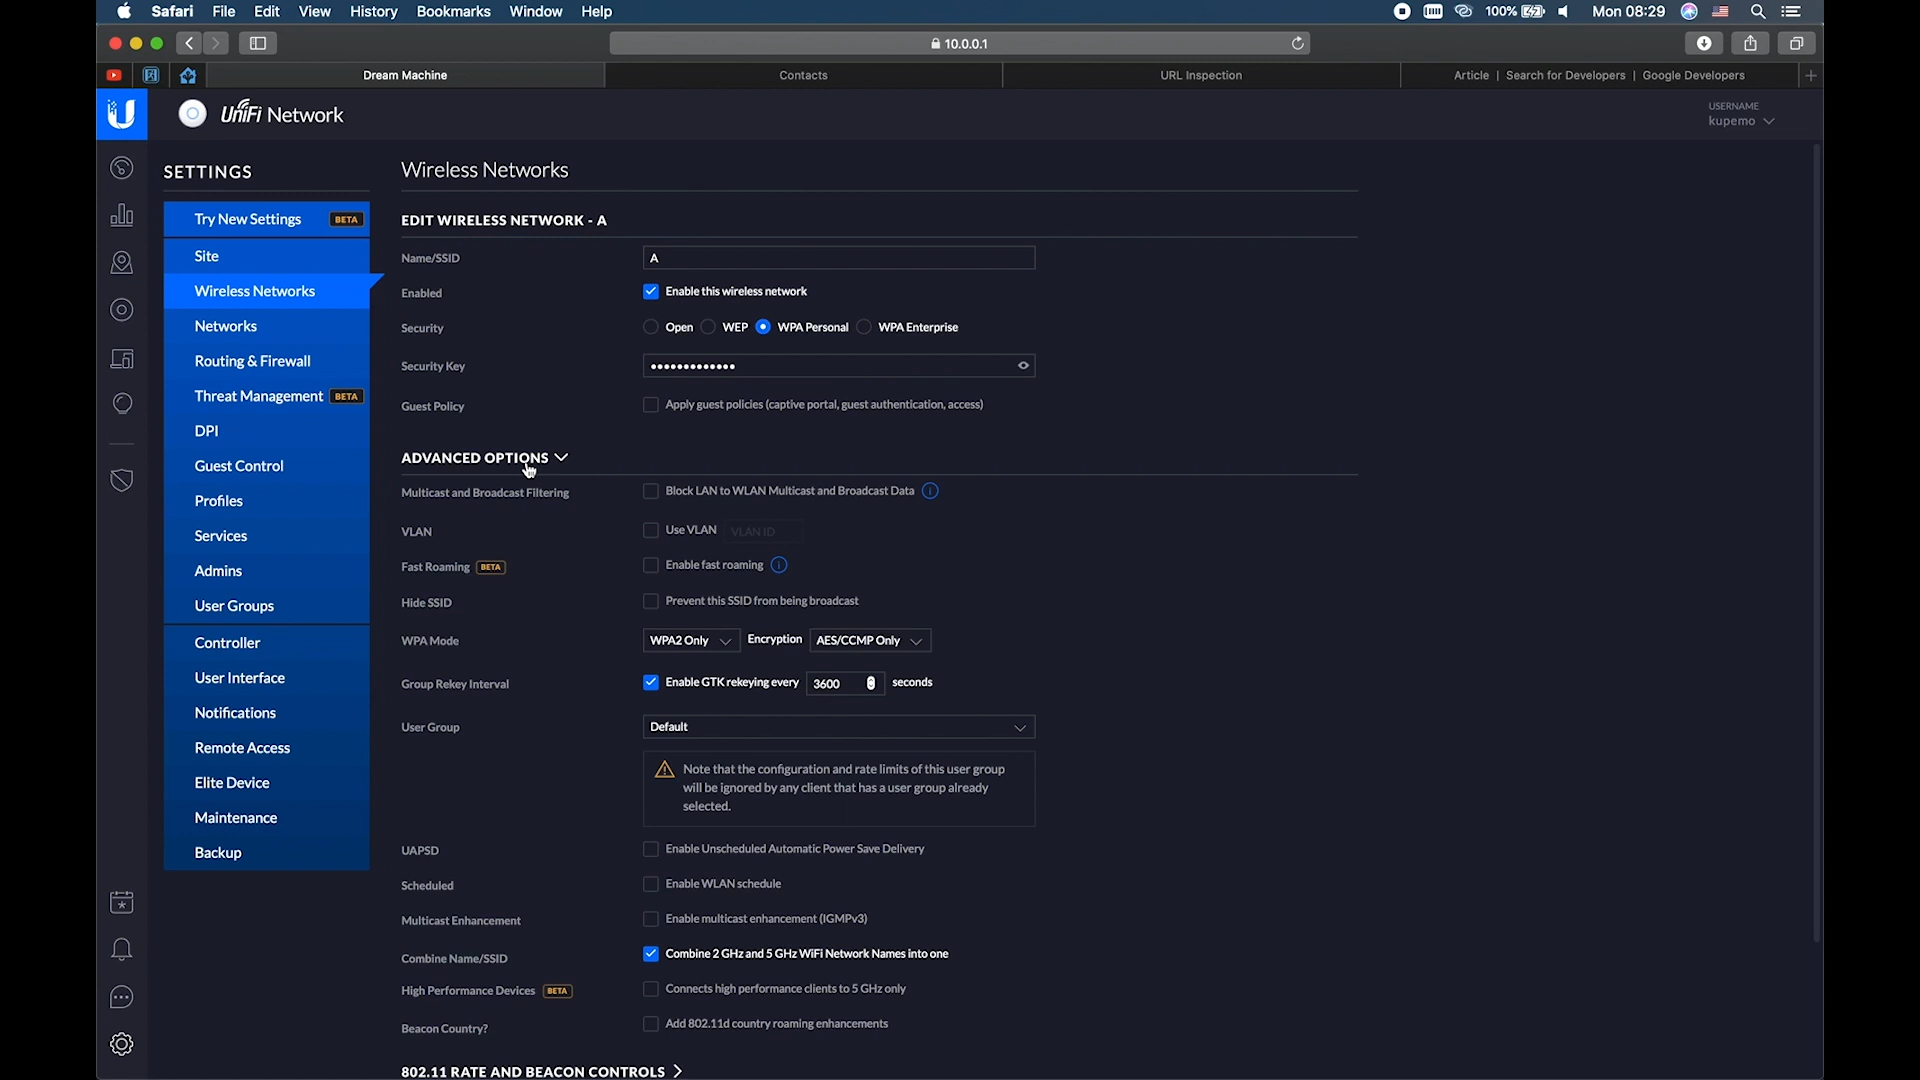 Safari File Edit View History Bookmarks Window Help 100% Mon 08:29
10.0.0.1
Dream Machine Contacts URL Inspection Article | Search for Developers | Google Developers
UniFi Network
USERNAME
kupemo
SETTINGS
Try New Settings BETA
Site
Wireless Networks
Networks
Routing & Firewall
Threat Management BETA
DPI
Guest Control
Profiles
Services
Admins
User Groups
Controller
User Interface
Notifications
Remote Access
Elite Device
Maintenance
Backup
Wireless Networks
EDIT WIRELESS NETWORK - A
Name/SSID A
Enabled Enable this wireless network
Security Open WEP WPA Personal WPA Enterprise
Security Key •••••••••••••
Guest Policy Apply guest policies (captive portal, guest authentication, access)
ADVANCED OPTIONS
Multicast and Broadcast Filtering Block LAN to WLAN Multicast and Broadcast Data
VLAN Use VLAN VLAN ID
Fast Roaming BETA Enable fast roaming
Hide SSID Prevent this SSID from being broadcast
WPA Mode WPA2 Only Encryption AES/CCMP Only
Group Rekey Interval Enable GTK rekeying every 3600 seconds
User Group Default
Note that the configuration and rate limits of this user group
will be ignored by any client that has a user group already
selected.
UAPSD Enable Unscheduled Automatic Power Save Delivery
Scheduled Enable WLAN schedule
Multicast Enhancement Enable multicast enhancement (IGMPv3)
Combine Name/SSID Combine 2 GHz and 5 GHz WiFi Network Names into one
High Performance Devices BETA Connects high performance clients to 5 GHz only
Beacon Country? Add 802.11d country roaming enhancements
802.11 RATE AND BEACON CONTROLS